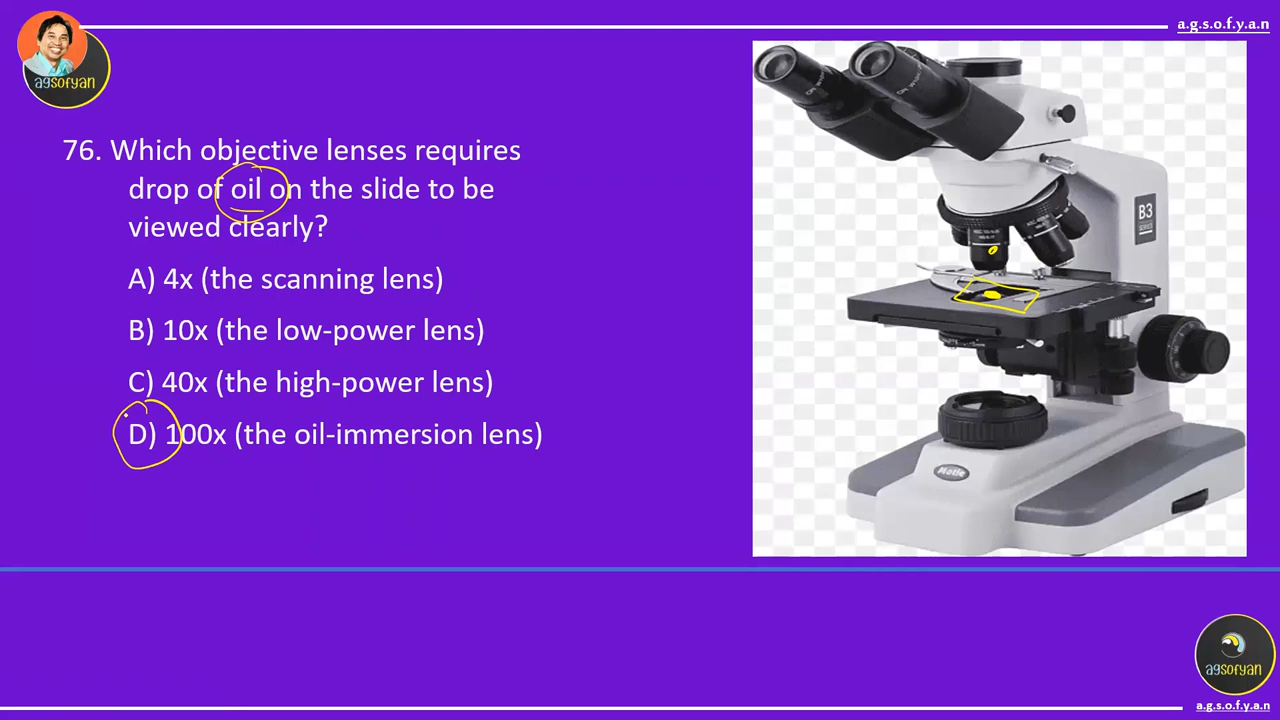 a.g.s.o.f.y.a.n
agsofyan
76. Which objective lenses requires
drop of oil on the slide to be
viewed clearly?
A) 4x (the scanning lens)
B) 10x (the low-power lens)
C) 40x (the high-power lens)
D) 100x (the oil-immersion lens)
B3
SERIES
Motic
agsofyan
a.g.s.o.f.y.a.n